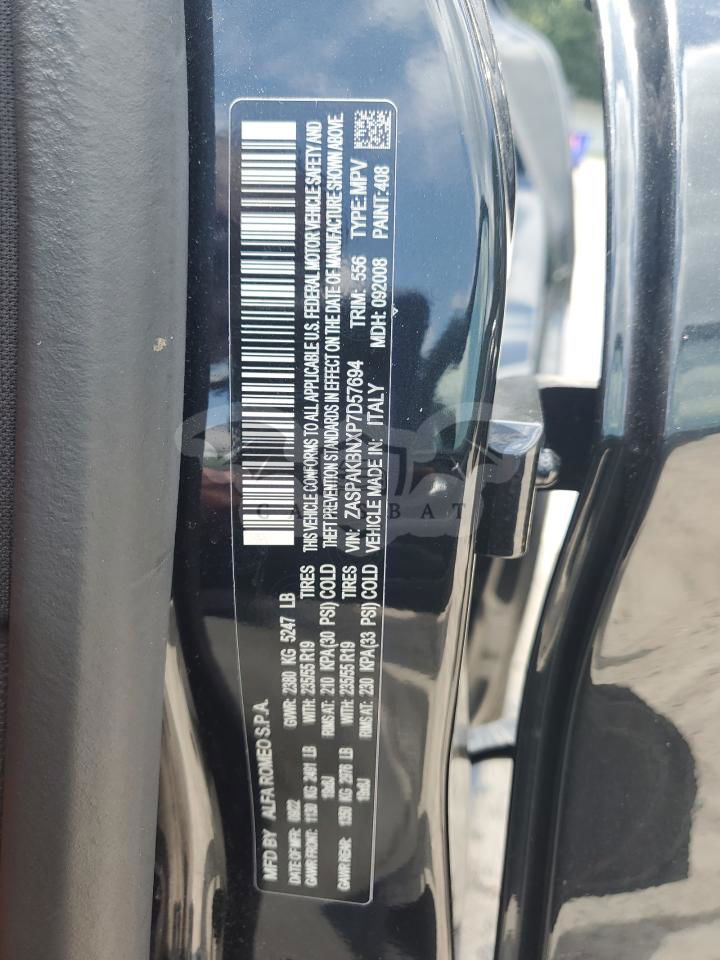 MFD BY ALFA ROMEO S.P.A.
DATE OF MFR: 0922 GVWR: 2380 KG 5247 LB
GAWR FRONT: 1130 KG 2491 LB WITH: 235/55 R19 TIRES
18x8J RIMS AT: 210 KPA(30 PSI) COLD
GAWR REAR: 1350 KG 2976 LB WITH: 235/55 R19 TIRES
18x8J RIMS AT: 230 KPA(33 PSI) COLD
THIS VEHICLE CONFORMS TO ALL APPLICABLE U.S. FEDERAL MOTOR VEHICLE SAFETY AND
THEFT PREVENTION STANDARDS IN EFFECT ON THE DATE OF MANUFACTURE SHOWN ABOVE.
VIN: ZASPAKBNXP7D57694 TRIM: 556 TYPE: MPV
VEHICLE MADE IN: ITALY MDH: 092008 PAINT: 408